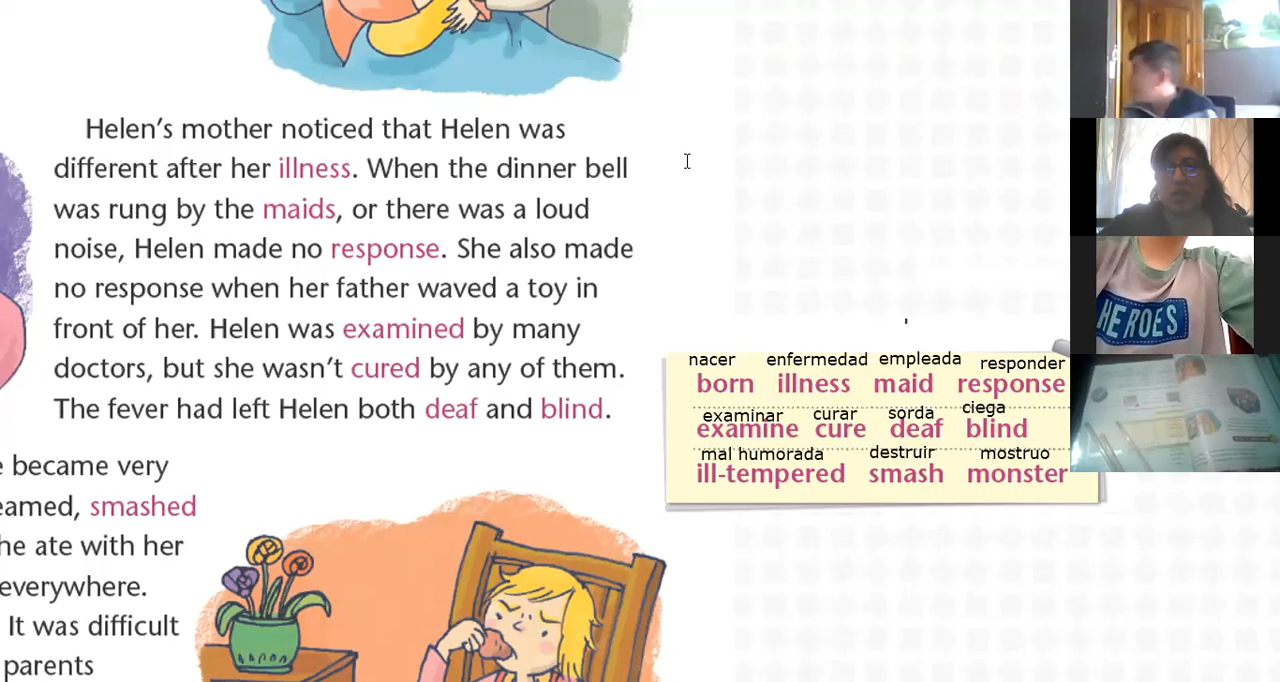 Helen's mother noticed that Helen was
different after her illness. When the dinner bell
was rung by the maids, or there was a loud
noise, Helen made no response. She also made
no response when her father waved a toy in
front of her. Helen was examined by many
doctors, but she wasn't cured by any of them.
The fever had left Helen both deaf and blind.
became very
smashed
he ate with her
everywhere.
It was difficult
parents
nacer enfermedad empleada responder
born illness maid response
examinar curar sorda ciega
examine cure deaf blind
mal humorada destruir mostruo
ill-tempered smash monster
HEROES